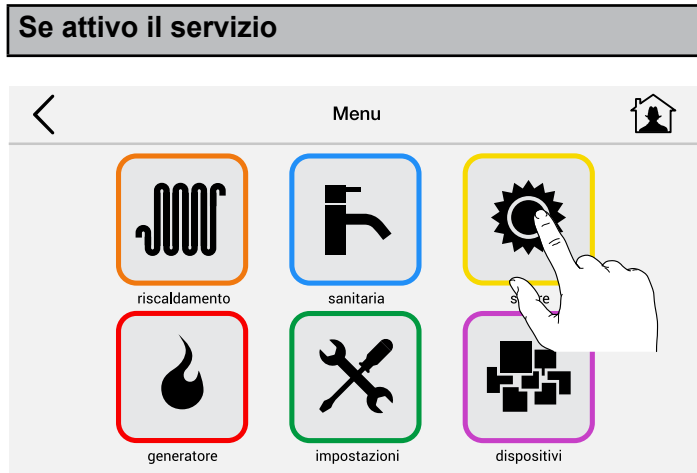 Se attivo il servizio
Menu
riscaldamento sanitaria
generatore impostazioni dispositivi